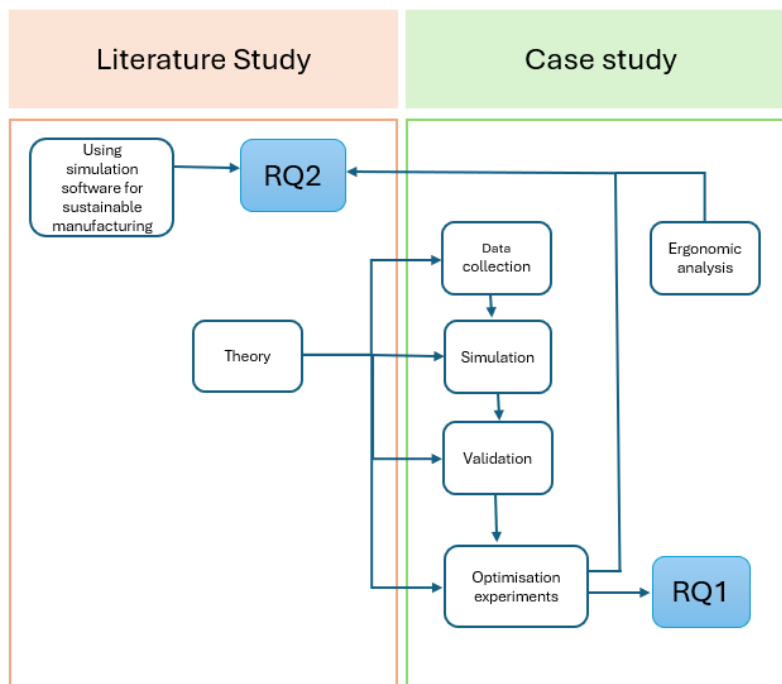 Literature Study
Case study
Using
simulation
software for
sustainable
manufacturing
RQ2
Data
collection
Ergonomic
analysis
Theory
Simulation
Validation
Optimisation
experiments
RQ1